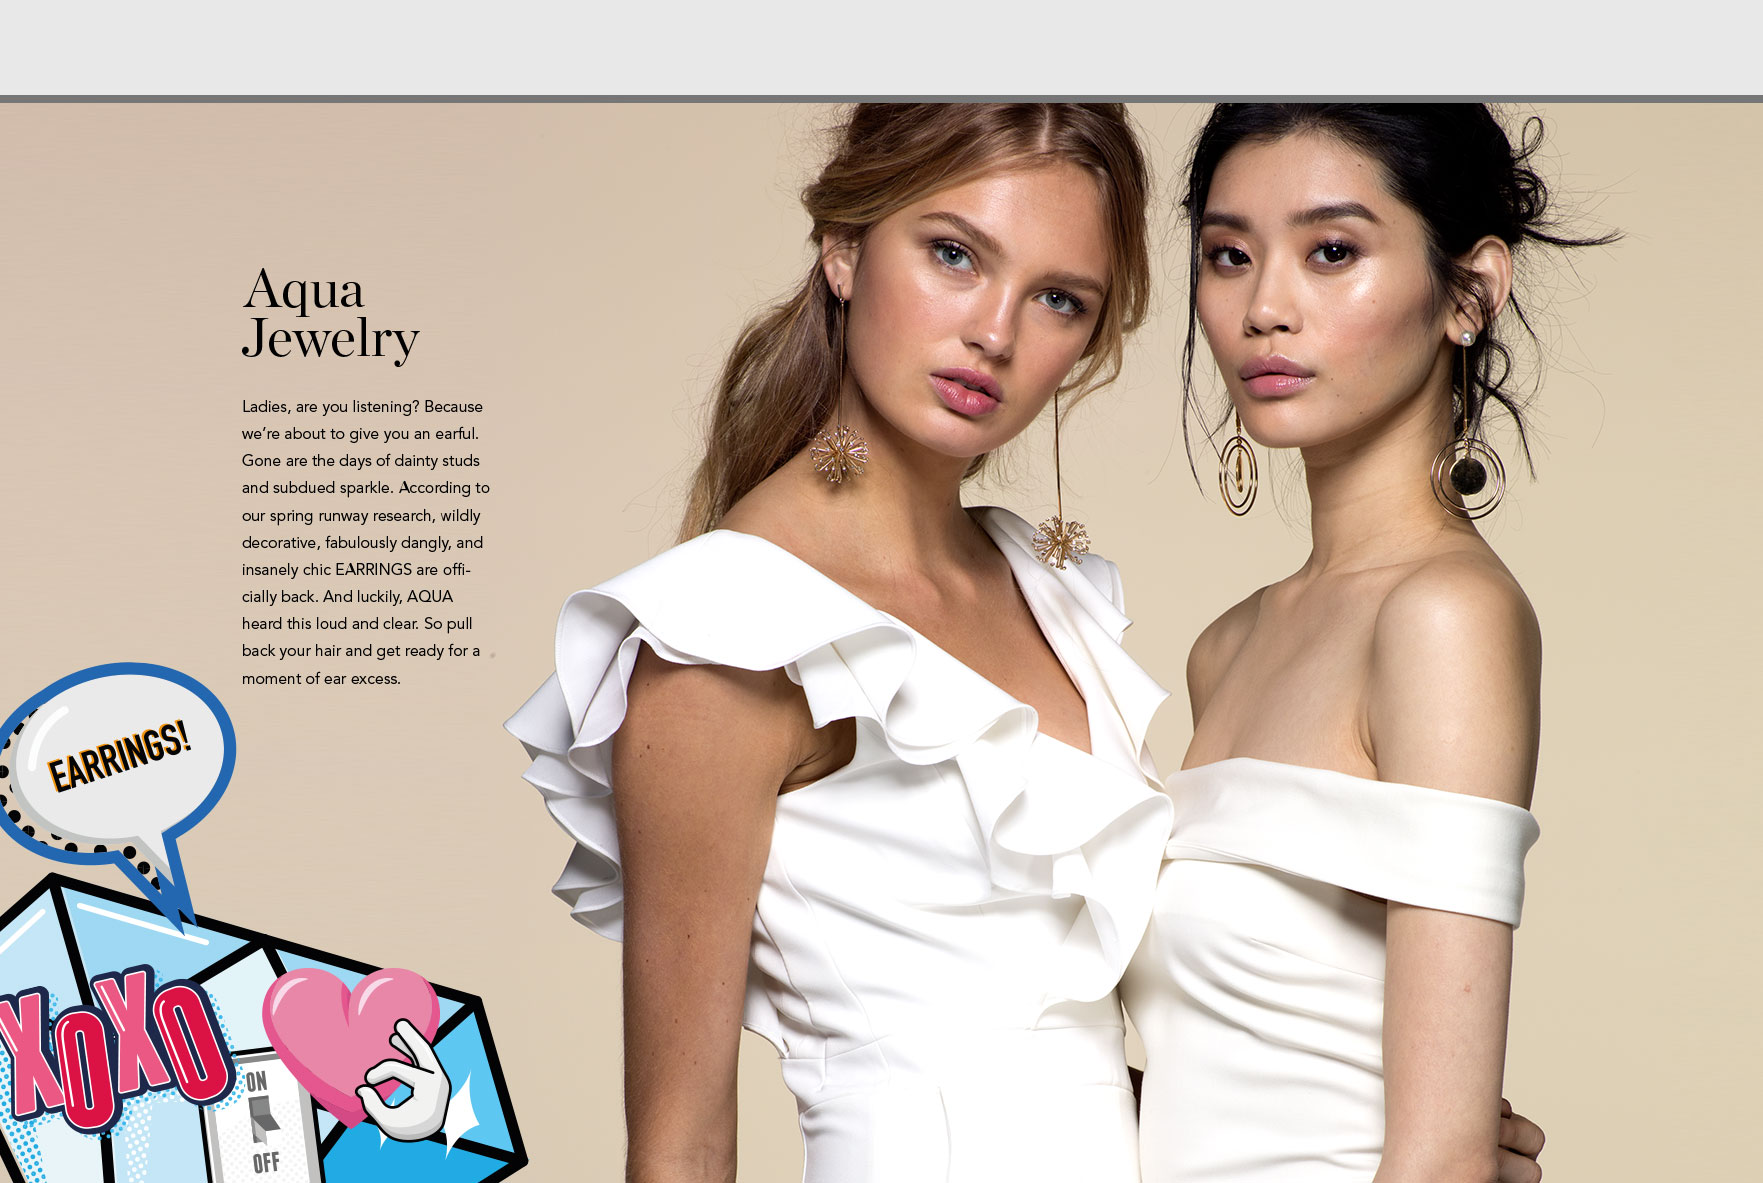 Aqua
Jewelry
Ladies, are you listening? Because
we're about to give you an earful.
Gone are the days of dainty studs
and subdued sparkle. According to
our spring runway research, wildly
decorative, fabulously dangly, and
insanely chic EARRINGS are offi-
cially back. And luckily, AQUA
heard this loud and clear. So pull
back your hair and get ready for a
moment of ear excess.
EARRINGS!
XOXO
ON
OFF